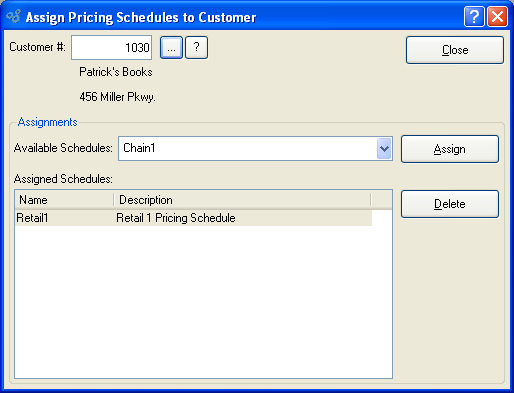 Assign Pricing Schedules to Customer
Customer #: 1030 ... ? Close
Patrick's Books
456 Miller Pkwy.
Assignments
Available Schedules: Chain1 Assign
Assigned Schedules:
Name Description Delete
Retail1 Retail 1 Pricing Schedule